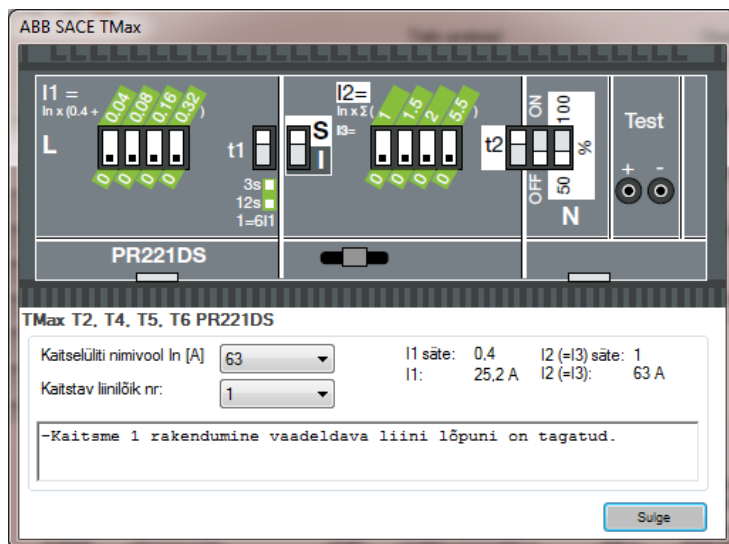 ABB SACE TMax
I1 =
In x (0.4 +
0.04 0.08 0.16 0.32
)
L
0 0 0 0
t1
3s
12s
1=6I1
S
I
I2=
In x Σ (
I3=
1 1.5 2 5.5
)
0 0 0 0
t2
ON
OFF
100
50
%
N
Test
+ -
PR221DS
TMax T2, T4, T5, T6 PR221DS
Kaitselüliti nimivool In [A] 63
I1 säte: 0,4 I2 (=I3) säte: 1
I1: 25,2 A I2 (=I3): 63 A
Kaitstav liinilõik nr: 1
-Kaitsme 1 rakendumine vaadeldava liini lõpuni on tagatud.
Sulge